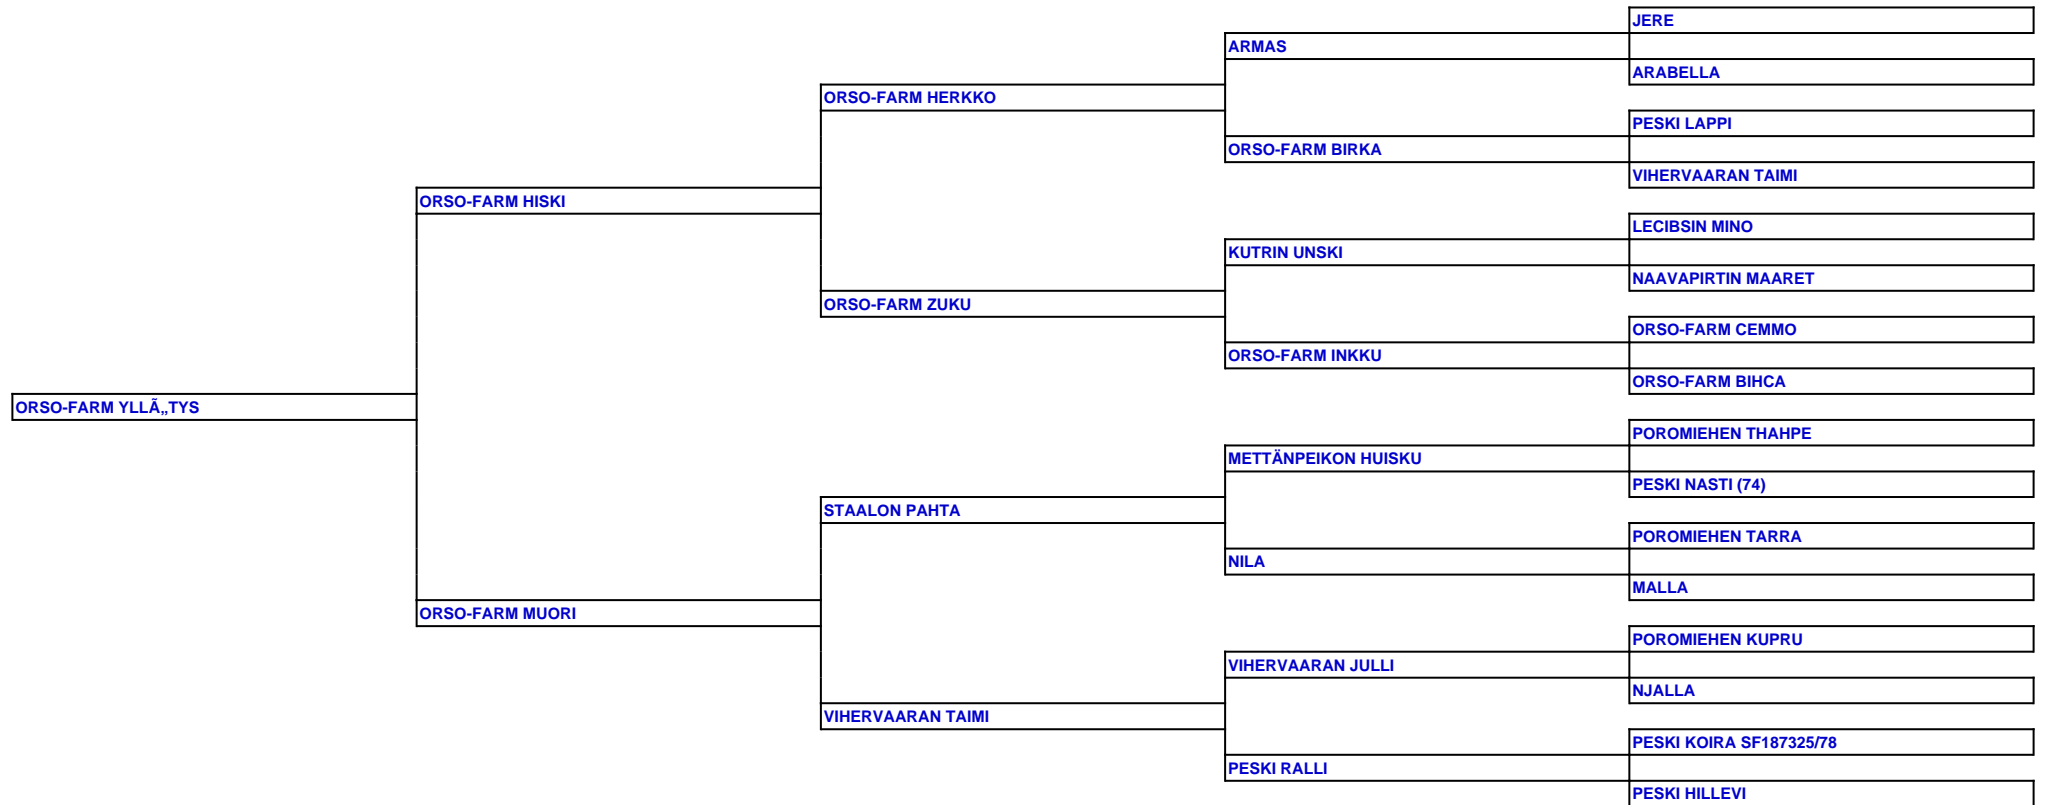 JERE
ARMAS
ARABELLA
ORSO-FARM HERKKO
PESKI LAPPI
ORSO-FARM BIRKA
VIHERVAARAN TAIMI
ORSO-FARM HISKI
LECIBSIN MINO
KUTRIN UNSKI
NAAVAPIRTIN MAARET
ORSO-FARM ZUKU
ORSO-FARM CEMMO
ORSO-FARM INKKU
ORSO-FARM BIHCA
ORSO-FARM YLLÃ„TYS
POROMIEHEN THAHPE
METTÄNPEIKON HUISKU
PESKI NASTI (74)
STAALON PAHTA
POROMIEHEN TARRA
NILA
MALLA
ORSO-FARM MUORI
POROMIEHEN KUPRU
VIHERVAARAN JULLI
NJALLA
VIHERVAARAN TAIMI
PESKI KOIRA SF187325/78
PESKI RALLI
PESKI HILLEVI